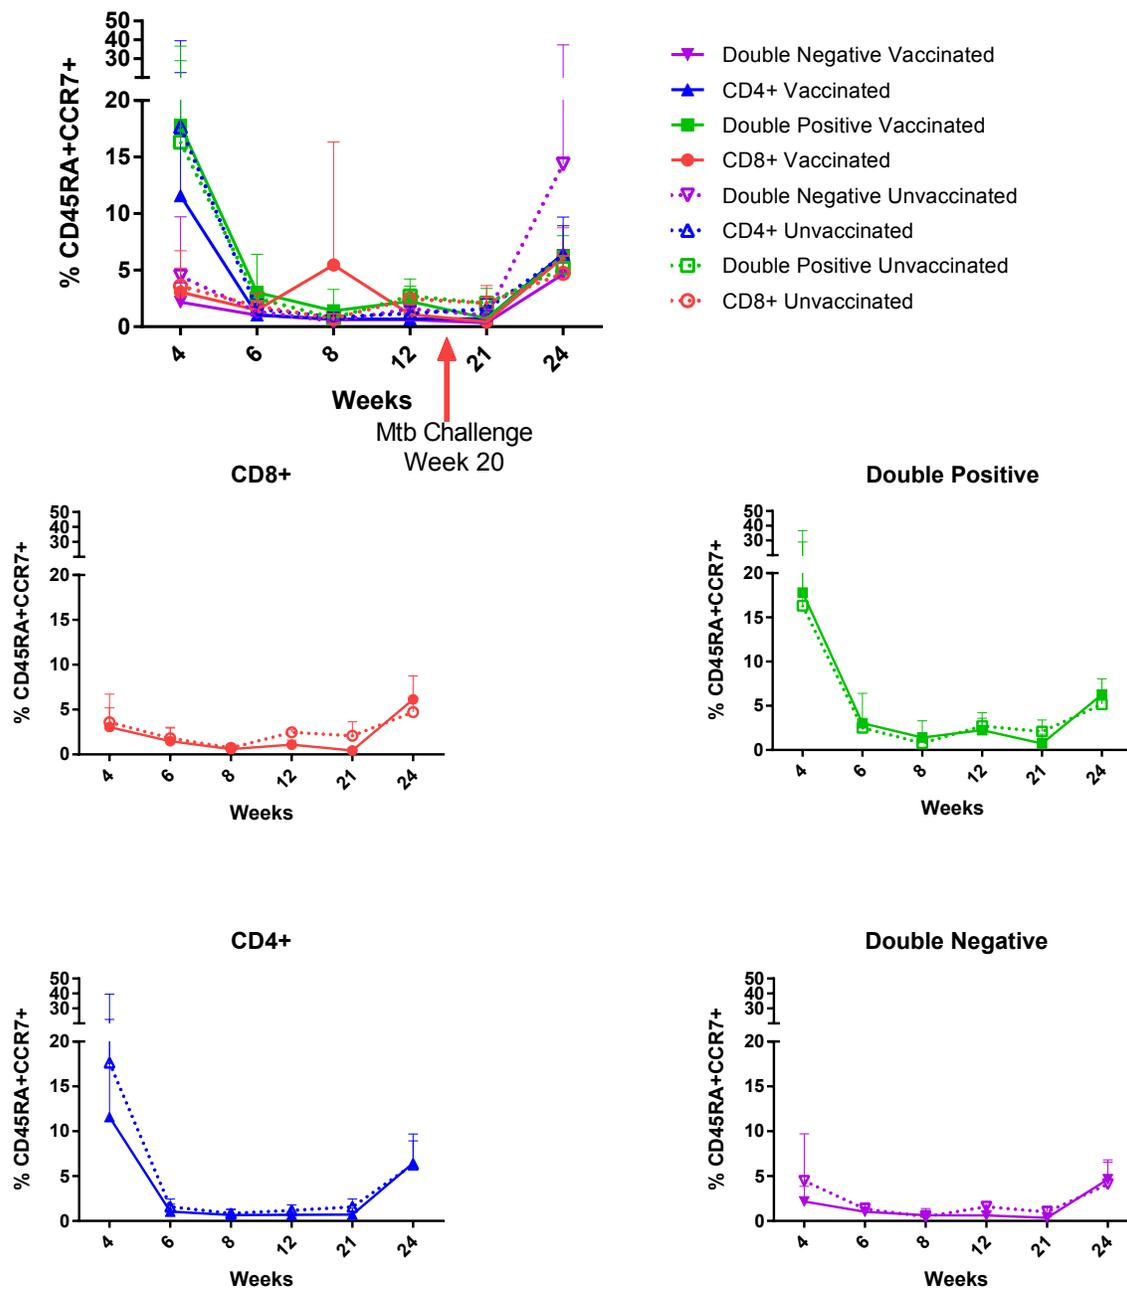 % CD45RA+CCR7+
50
40
30
20
15
10
5
0
4 6 8 12 21 24
Weeks
Mtb Challenge
Week 20
Double Negative Vaccinated
CD4+ Vaccinated
Double Positive Vaccinated
CD8+ Vaccinated
Double Negative Unvaccinated
CD4+ Unvaccinated
Double Positive Unvaccinated
CD8+ Unvaccinated
CD8+
% CD45RA+CCR7+
50
40
30
20
15
10
5
0
4 6 8 12 21 24
Weeks
Double Positive
% CD45RA+CCR7+
50
40
30
20
15
10
5
0
4 6 8 12 21 24
Weeks
CD4+
% CD45RA+CCR7+
50
40
30
20
15
10
5
0
4 6 8 12 21 24
Weeks
Double Negative
% CD45RA+CCR7+
50
40
30
20
15
10
5
0
4 6 8 12 21 24
Weeks